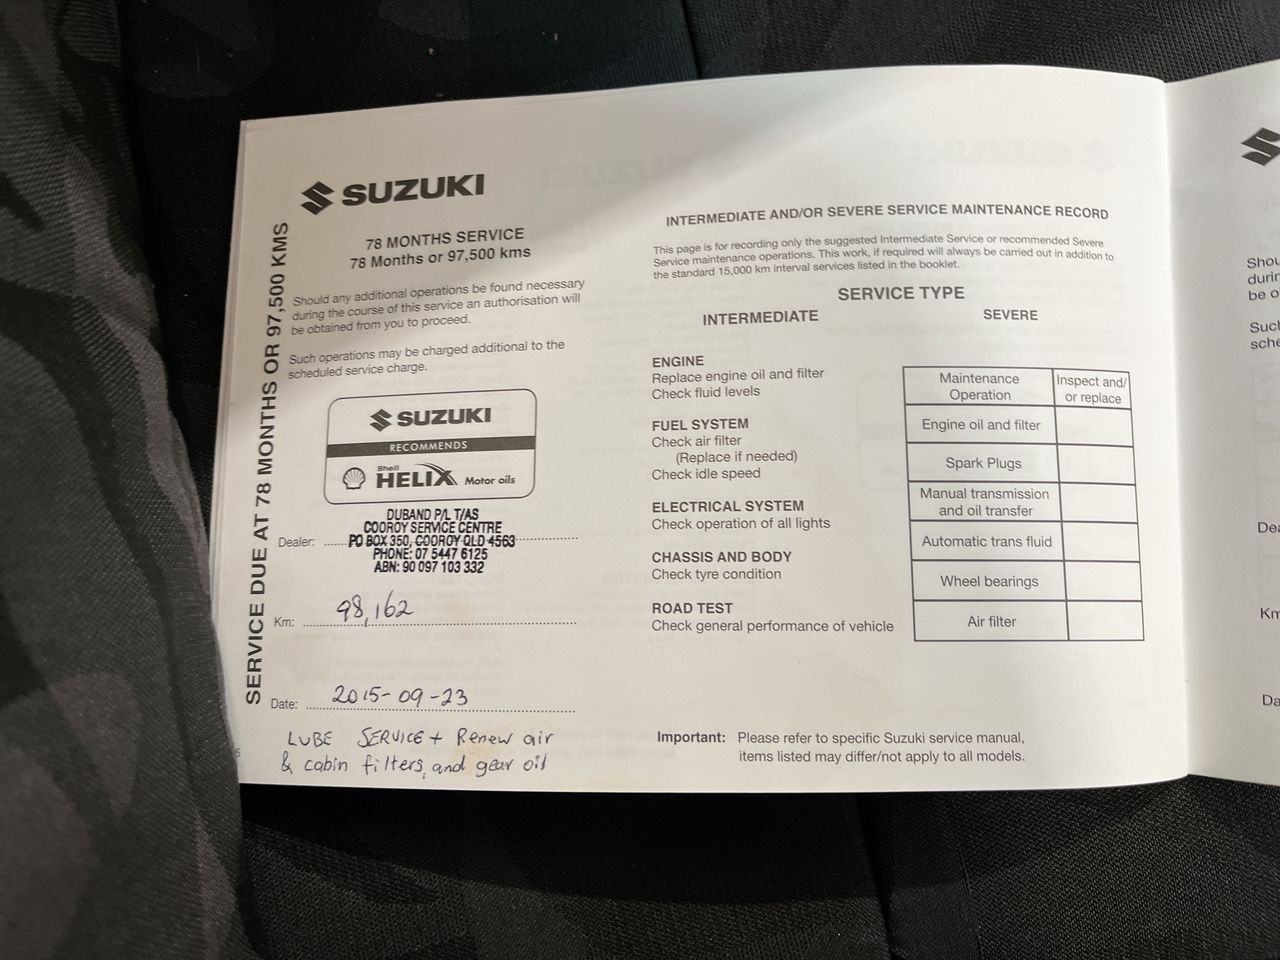 SERVICE DUE AT 78 MONTHS OR 97,500 KMS
SUZUKI
78 MONTHS SERVICE
78 Months or 97,500 kms
Should any additional operations be found necessary
during the course of this service an authorisation will
be obtained from you to proceed.
Such operations may be charged additional to the
scheduled service charge.
SUZUKI
RECOMMENDS
Shell
HELIX Motor oils
DUBAND P/L T/AS
COOROY SERVICE CENTRE
Dealer: PO BOX 350, COOROY QLD 4563
PHONE: 07 5447 6125
ABN: 90 097 103 332
Km: 98,162
Date: 2015-09-23
LUBE SERVICE + Renew air
& cabin filters, and gear oil
6
INTERMEDIATE AND/OR SEVERE SERVICE MAINTENANCE RECORD
This page is for recording only the suggested Intermediate Service or recommended Severe
Service maintenance operations. This work, if required will always be carried out in addition to
the standard 15,000 km interval services listed in the booklet.
SERVICE TYPE
INTERMEDIATE
ENGINE
Replace engine oil and filter
Check fluid levels
FUEL SYSTEM
Check air filter
(Replace if needed)
Check idle speed
ELECTRICAL SYSTEM
Check operation of all lights
CHASSIS AND BODY
Check tyre condition
ROAD TEST
Check general performance of vehicle
SEVERE
Maintenance Operation Inspect and/ or replace
Engine oil and filter
Spark Plugs
Manual transmission
and oil transfer
Automatic trans fluid
Wheel bearings
Air filter
Important: Please refer to specific Suzuki service manual,
items listed may differ/not apply to all models.